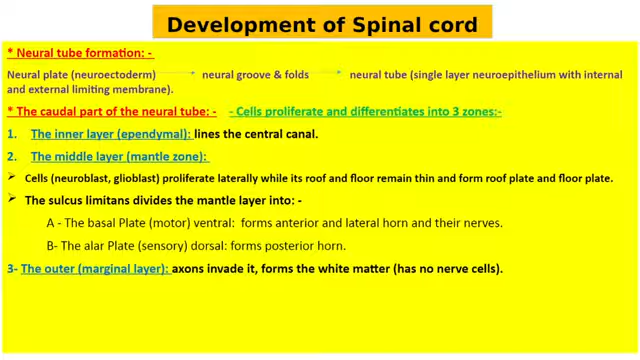 Development of Spinal cord
* Neural tube formation: -
Neural plate (neuroectoderm) neural groove & folds neural tube (single layer neuroepithelium with internal
and external limiting membrane).
* The caudal part of the neural tube: - - Cells proliferate and differentiates into 3 zones:-
1. The inner layer (ependymal): lines the central canal.
2. The middle layer (mantle zone):
➢ Cells (neuroblast, glioblast) proliferate laterally while its roof and floor remain thin and form roof plate and floor plate.
➢ The sulcus limitans divides the mantle layer into: -
A - The basal Plate (motor) ventral: forms anterior and lateral horn and their nerves.
B- The alar Plate (sensory) dorsal: forms posterior horn.
3- The outer (marginal layer): axons invade it, forms the white matter (has no nerve cells).